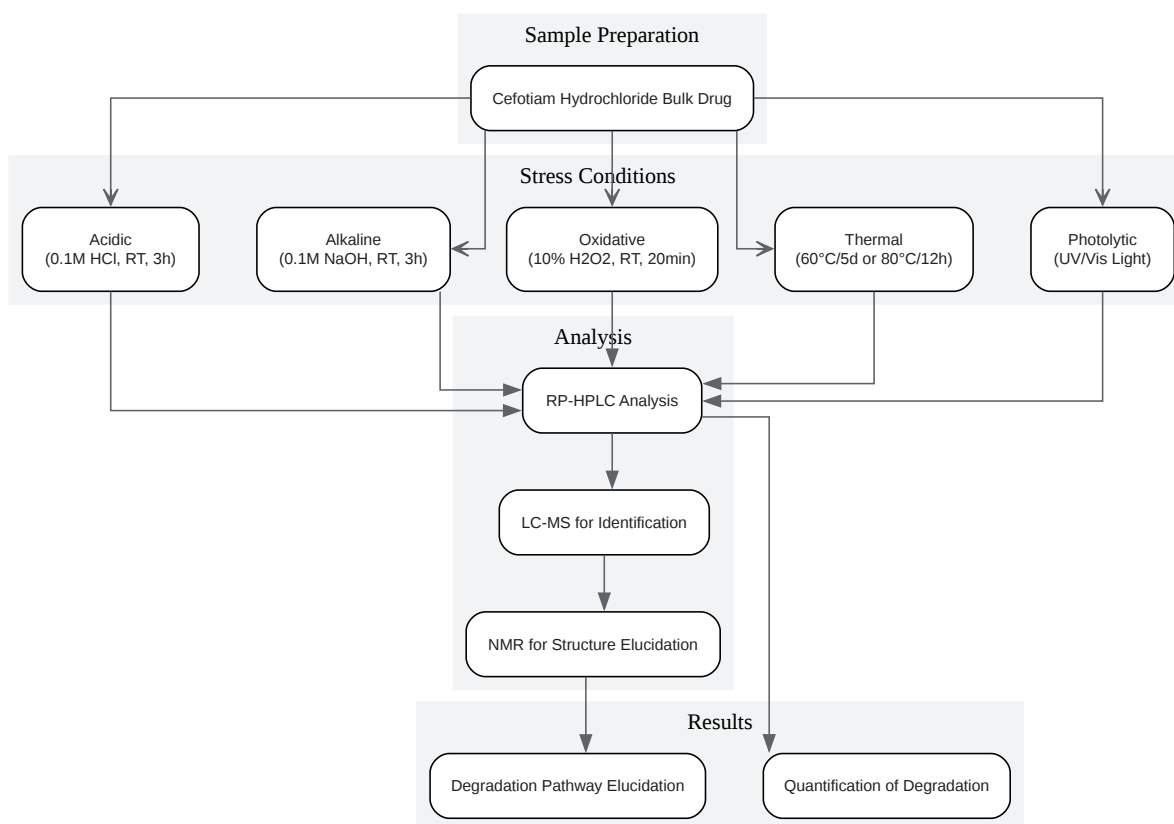 Sample Preparation
Cefotiam Hydrochloride Bulk Drug
Stress Conditions
Acidic
(0.1M HCl, RT, 3h)
Alkaline
(0.1M NaOH, RT, 3h)
Oxidative
(10% H2O2, RT, 20min)
Thermal
(60°C/5d or 80°C/12h)
Photolytic
(UV/Vis Light)
Analysis
RP-HPLC Analysis
LC-MS for Identification
NMR for Structure Elucidation
Results
Degradation Pathway Elucidation
Quantification of Degradation